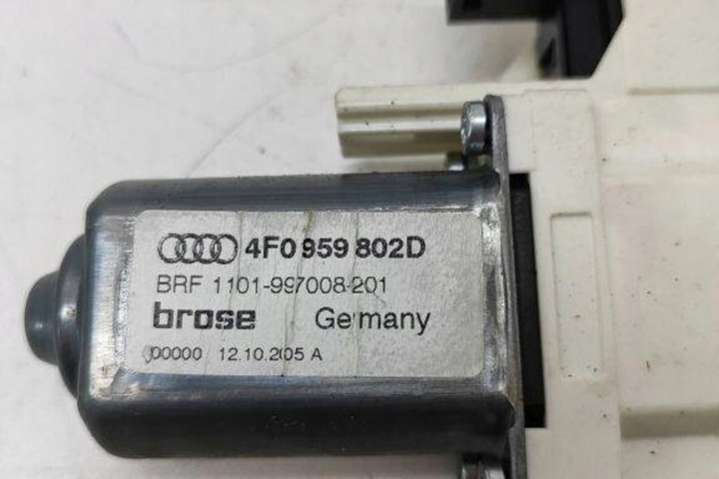 4F0 959 802D
BRF 1101-997008-201
brose Germany
00000 12.10.205 A